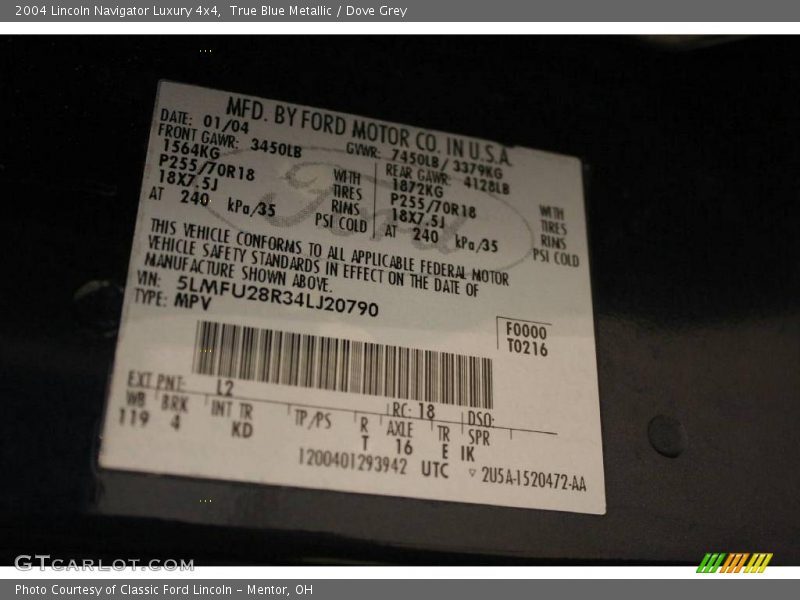 2004 Lincoln Navigator Luxury 4x4, True Blue Metallic / Dove Grey
MFD. BY FORD MOTOR CO. IN U.S.A.
DATE: 01/04
GVWR: 7450LB / 3379KG
FRONT GAWR: 3450LB
REAR GAWR: 4128LB
1564KG
1872KG
P255/70R18
WITH TIRES
P255/70R18
WITH TIRES
18X7.5J
RIMS
18X7.5J
RIMS
AT 240 kPa/35 PSI COLD
AT 240 kPa/35 PSI COLD
Ford
THIS VEHICLE CONFORMS TO ALL APPLICABLE FEDERAL MOTOR
VEHICLE SAFETY STANDARDS IN EFFECT ON THE DATE OF
MANUFACTURE SHOWN ABOVE.
VIN: 5LMFU28R34LJ20790
TYPE: MPV
F0000
T0216
EXT PNT: L2
RC: 18
DSO:
WB BRK INT TR TP/PS R AXLE TR SPR
119 4 KD T 16 E IK
1200401293942 UTC
2U5A-1520472-AA
GTCARLOT.COM
Photo Courtesy of Classic Ford Lincoln - Mentor, OH